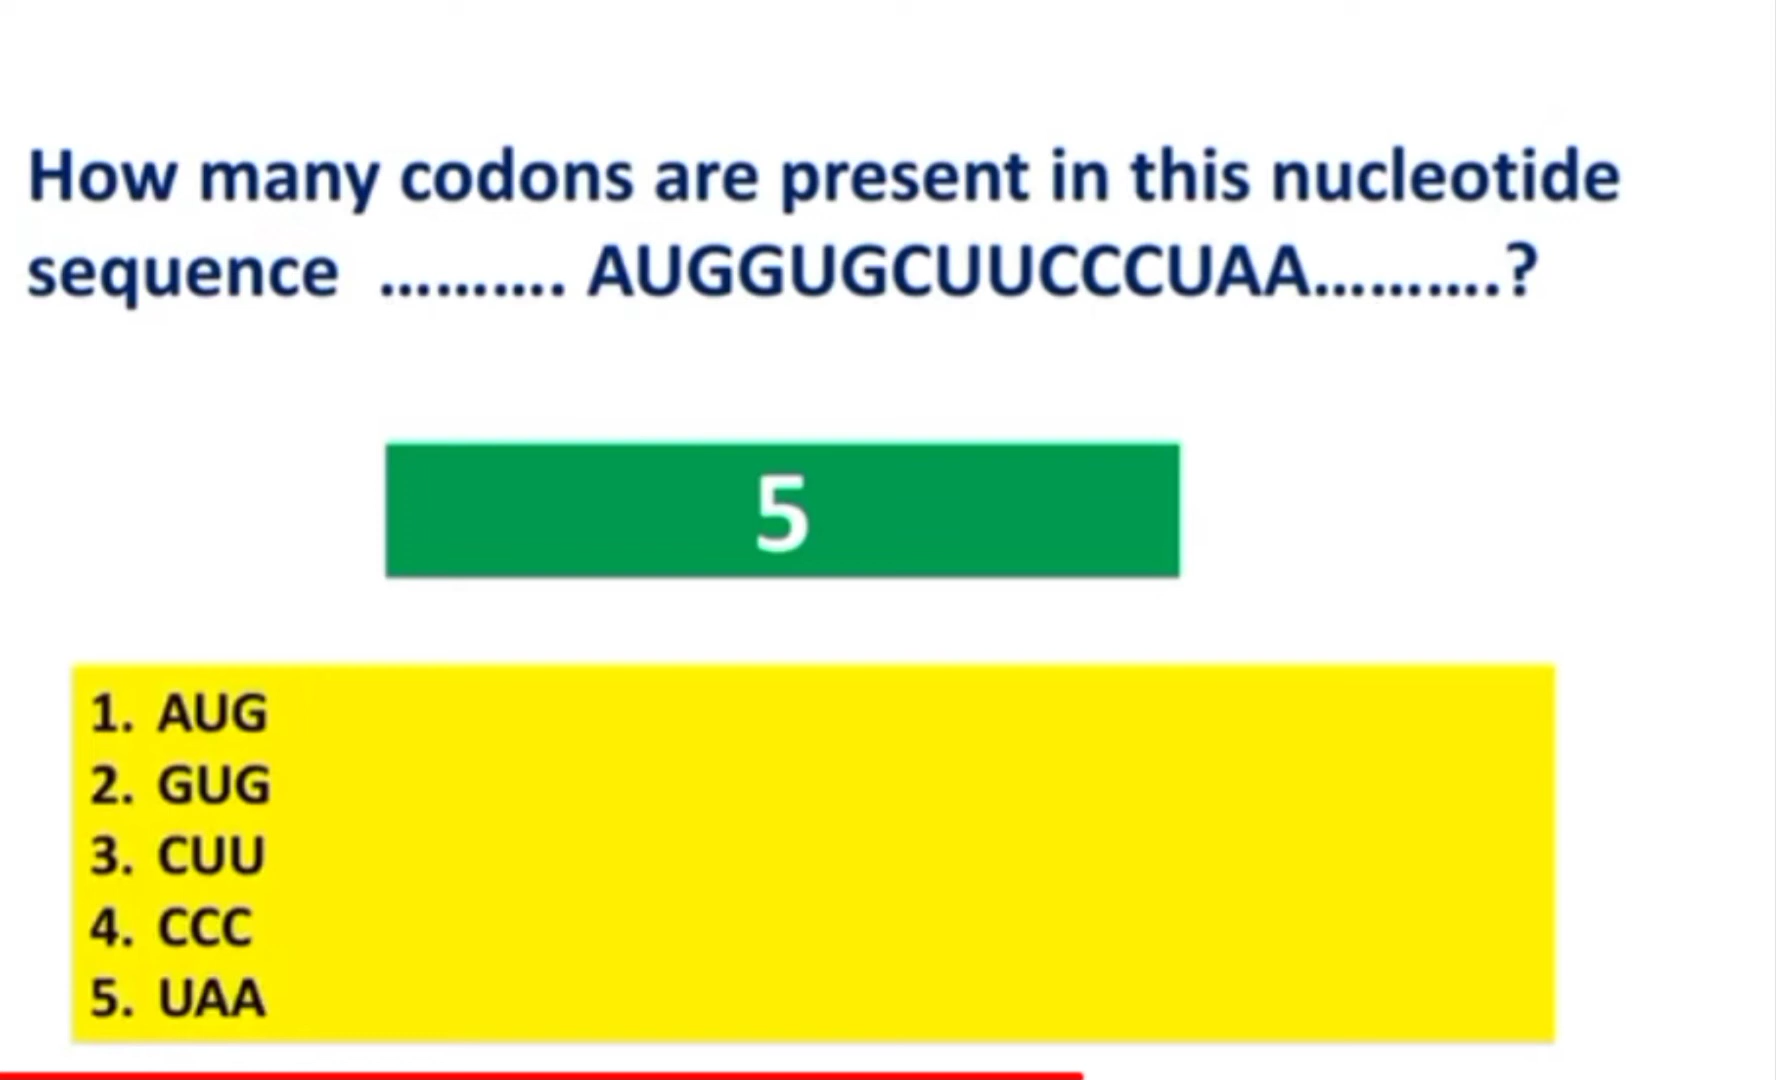 How many codons are present in this nucleotide
sequence .......... AUGGUGCUUCCCUAA..........?
5
1. AUG
2. GUG
3. CUU
4. CCC
5. UAA